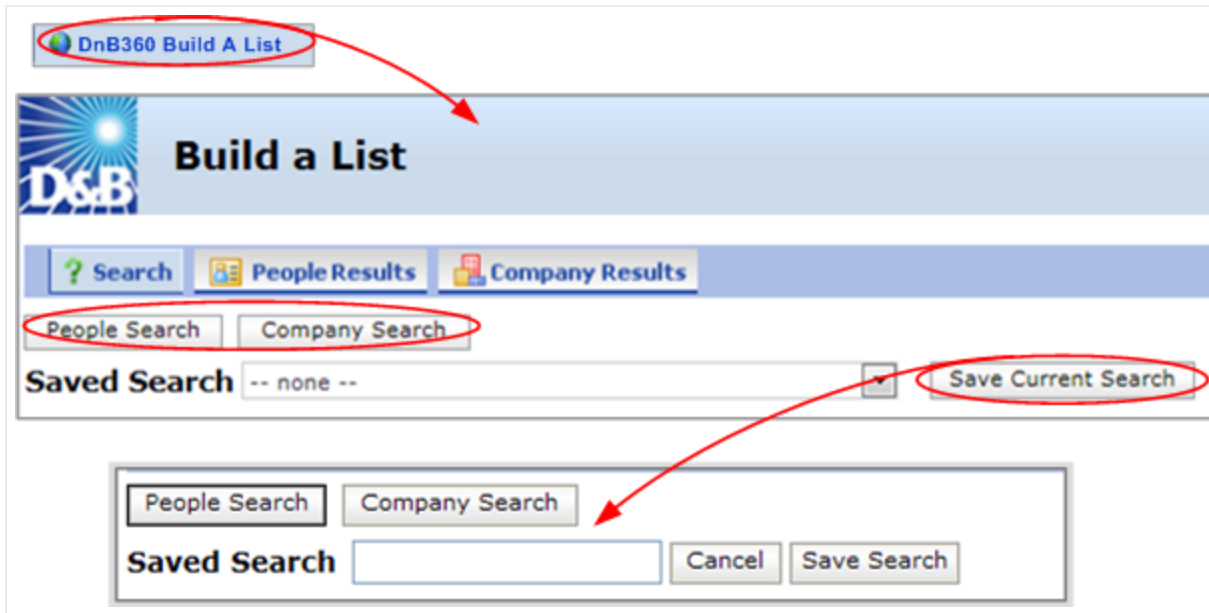 DnB360 Build A List
D&B
Build a List
? Search People Results Company Results
People Search Company Search
Saved Search -- none -- Save Current Search
People Search Company Search
Saved Search Cancel Save Search